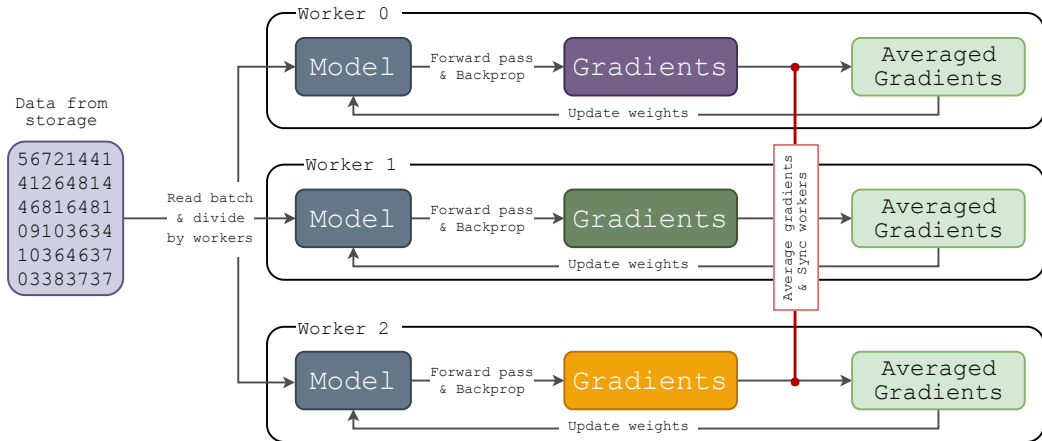 Data from
storage
56721441
41264814
46816481
09103634
10364637
03383737
Read batch
& divide
by workers
Worker 0
Model
Forward pass
& Backprop
Gradients
Averaged
Gradients
Update weights
Worker 1
Model
Forward pass
& Backprop
Gradients
Averaged
Gradients
Update weights
Average gradients
& Sync workers
Worker 2
Model
Forward pass
& Backprop
Gradients
Averaged
Gradients
Update weights